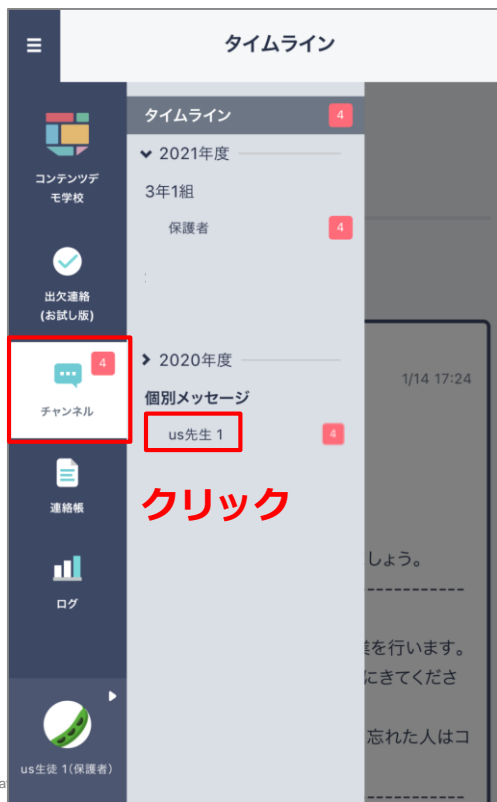 タイムライン
コンテンツデ
モ学校
出欠連絡
(お試し版)
4
チャンネル
連絡帳
ログ
us生徒 1(保護者)
タイムライン 4
2021年度
3年1組
保護者 4
2020年度
個別メッセージ
us先生 1 4
クリック
1/14 17:24
しょう。
-----------
業を行います。
にきてくださ
忘れた人はコ
-----------